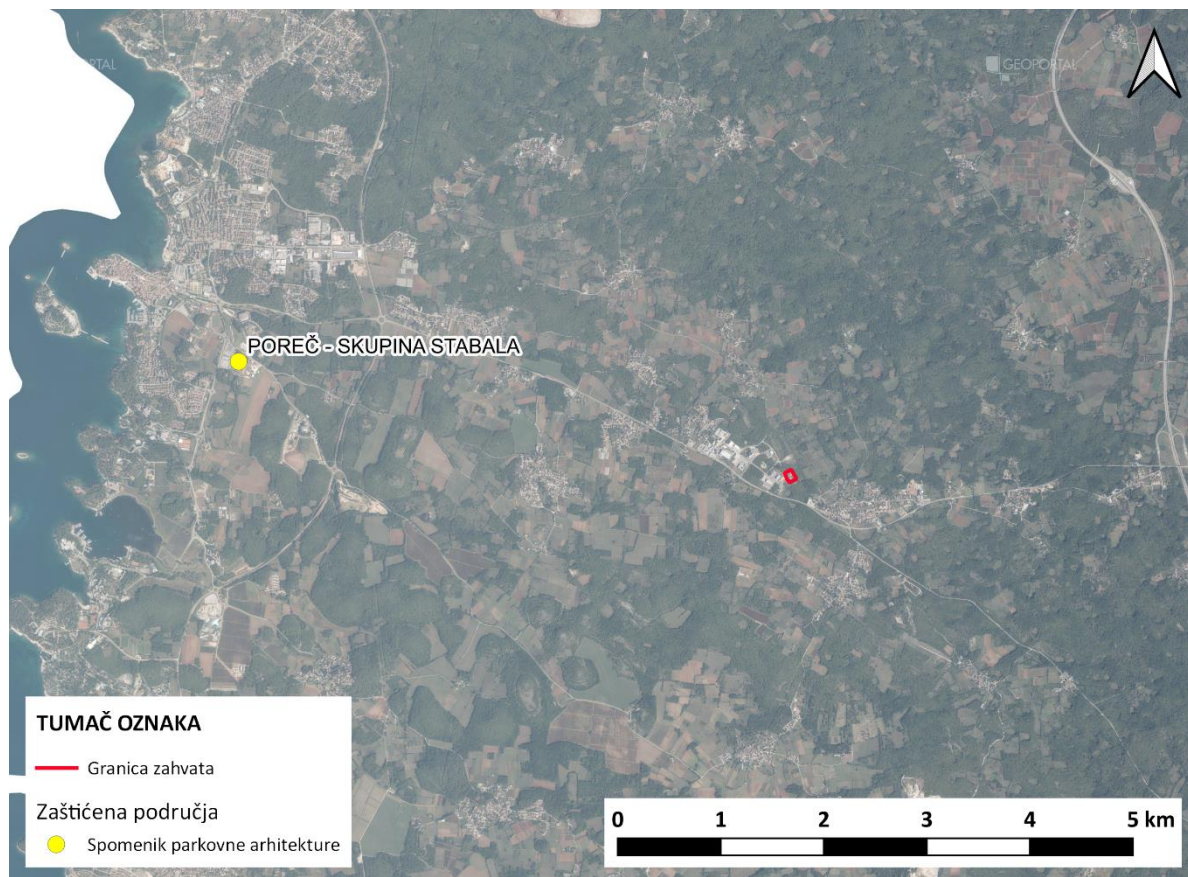 PORTAL
GEOPORTAL
POREČ - SKUPINA STABALA
TUMAČ OZNAKA
Granica zahvata
Zaštićena područja
Spomenik parkovne arhitekture
0 1 2 3 4 5 km